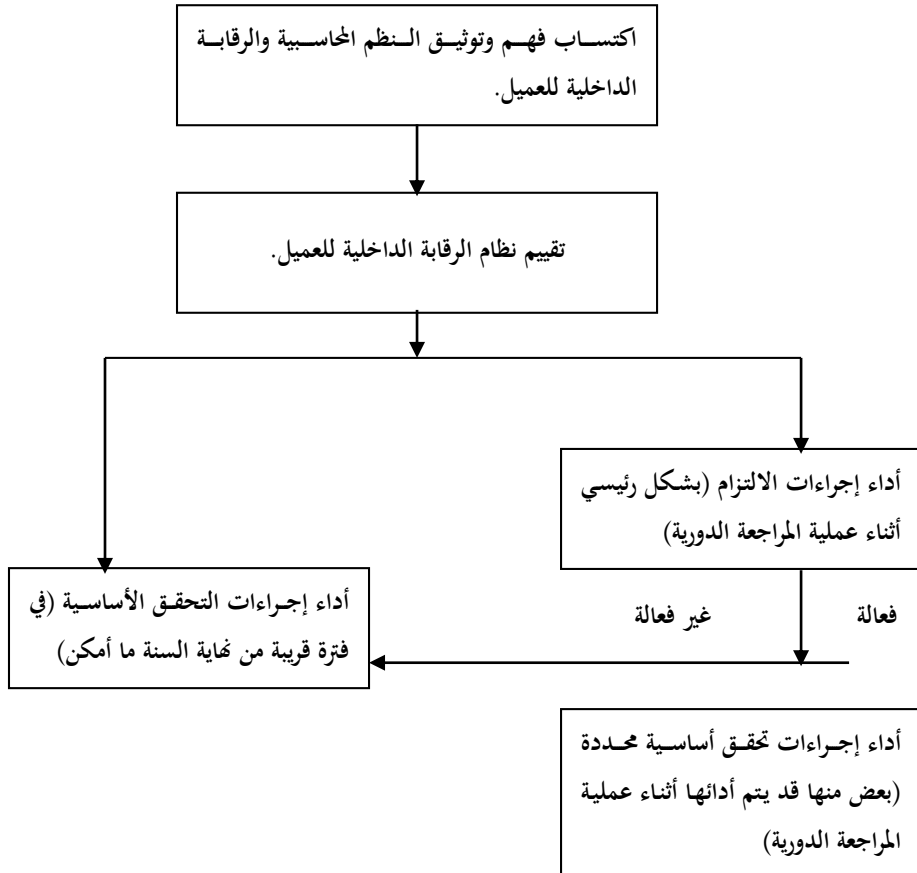 اكتساب فهم وتوثيق النظم المحاسبية والرقابة
الداخلية للعميل.
تقييم نظام الرقابة الداخلية للعميل.
أداء إجراءات الالتزام (بشكل رئيسي
أثناء عملية المراجعة الدورية)
أداء إجراءات التحقق الأساسية (في
فترة قريبة من نهاية السنة ما أمكن)
فعالة
غير فعالة
أداء إجراءات تحقق أساسية محددة
(بعض منها قد يتم أدائها أثناء عملية
المراجعة الدورية)